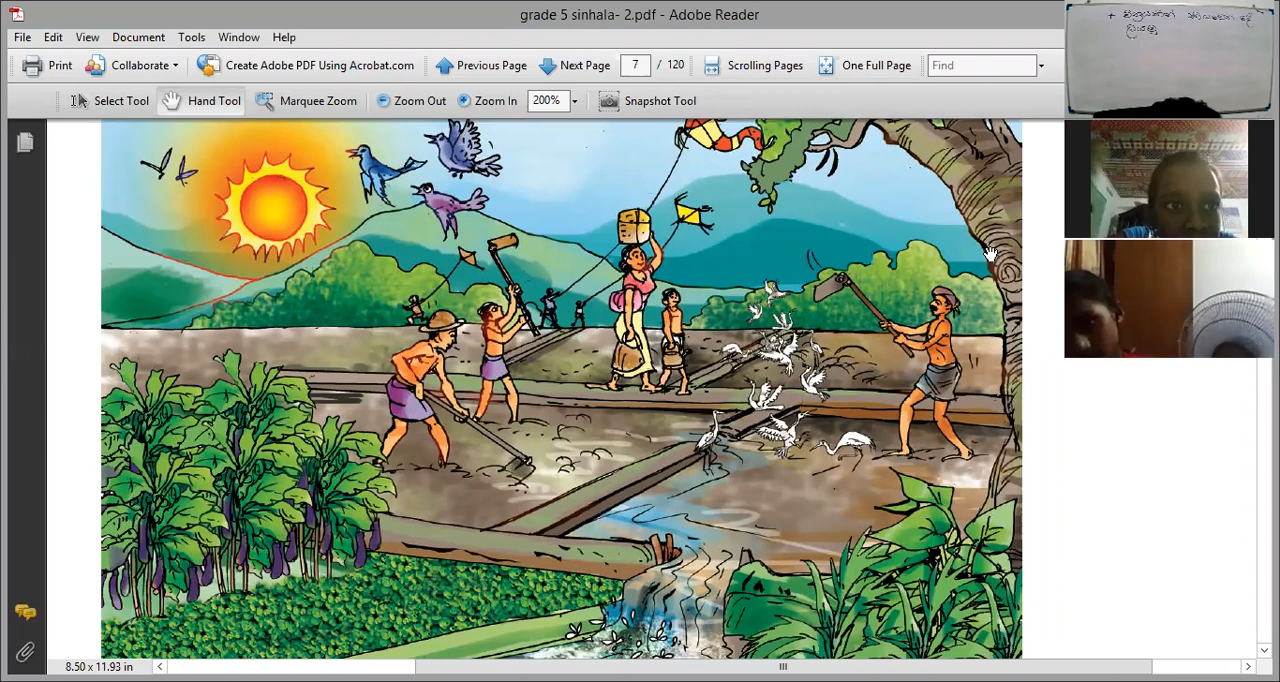 grade 5 sinhala- 2.pdf - Adobe Reader
File Edit View Document Tools Window Help
Print Collaborate Create Adobe PDF Using Acrobat.com Previous Page Next Page 7 / 120 Scrolling Pages One Full Page Find
Select Tool Hand Tool Marquee Zoom Zoom Out Zoom In 200% Snapshot Tool
8.50 x 11.93 in